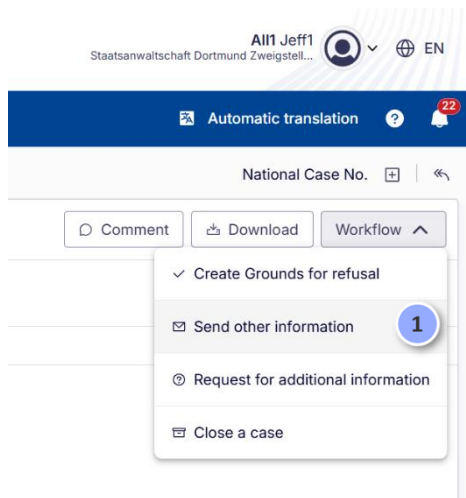 All1 Jeff1
Staatsanwaltschaft Dortmund Zweigstell...
EN
Automatic translation
?
22
National Case No.
Comment
Download
Workflow
Create Grounds for refusal
Send other information
1
Request for additional information
Close a case